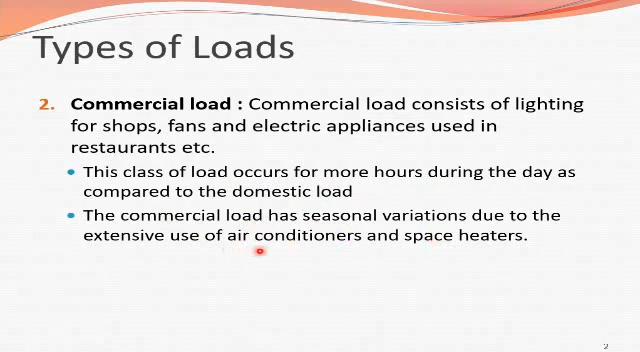 Types of Loads
2. Commercial load : Commercial load consists of lighting
for shops, fans and electric appliances used in
restaurants etc.
• This class of load occurs for more hours during the day as
compared to the domestic load
• The commercial load has seasonal variations due to the
extensive use of air conditioners and space heaters.
2